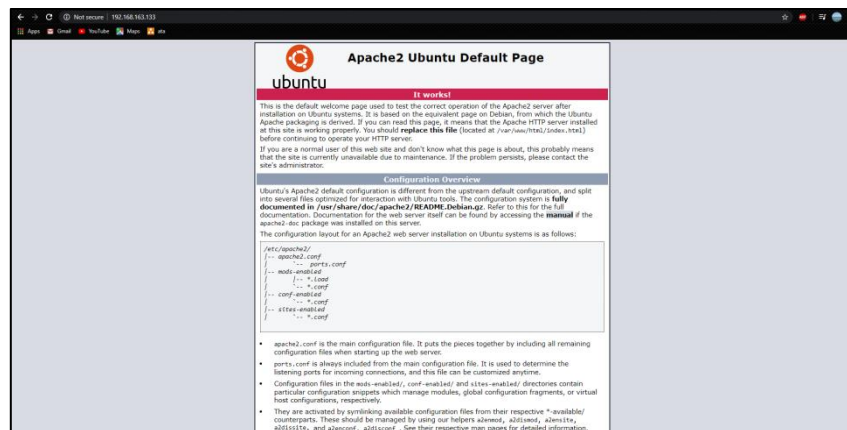 Not secure | 192.168.163.133
Apps Gmail YouTube Maps ata
ubuntu
Apache2 Ubuntu Default Page
It works!
This is the default welcome page used to test the correct operation of the Apache2 server after
installation on Ubuntu systems. It is based on the equivalent page on Debian, from which the Ubuntu
Apache packaging is derived. If you can read this page, it means that the Apache HTTP server installed
at this site is working properly. You should replace this file (located at /var/www/html/index.html)
before continuing to operate your HTTP server.
If you are a normal user of this web site and don't know what this page is about, this probably means
that the site is currently unavailable due to maintenance. If the problem persists, please contact the
site's administrator.
Configuration Overview
Ubuntu's Apache2 default configuration is different from the upstream default configuration, and split
into several files optimized for interaction with Ubuntu tools. The configuration system is fully
documented in /usr/share/doc/apache2/README.Debian.gz. Refer to this for the full
documentation. Documentation for the web server itself can be found by accessing the manual if the
apache2-doc package was installed on this server.
The configuration layout for an Apache2 web server installation on Ubuntu systems is as follows:
/etc/apache2/
|-- apache2.conf
|       `--  ports.conf
|-- mods-enabled
|       |-- *.load
|       `-- *.conf
|-- conf-enabled
|       `-- *.conf
|-- sites-enabled
|       `-- *.conf
• apache2.conf is the main configuration file. It puts the pieces together by including all remaining
configuration files when starting up the web server.
• ports.conf is always included from the main configuration file. It is used to determine the
listening ports for incoming connections, and this file can be customized anytime.
• Configuration files in the mods-enabled/, conf-enabled/ and sites-enabled/ directories contain
particular configuration snippets which manage modules, global configuration fragments, or virtual
host configurations, respectively.
• They are activated by symlinking available configuration files from their respective *-available/
counterparts. These should be managed by using our helpers a2enmod, a2dismod, a2ensite,
a2dissite, and a2enconf, a2disconf . See their respective man pages for detailed information.